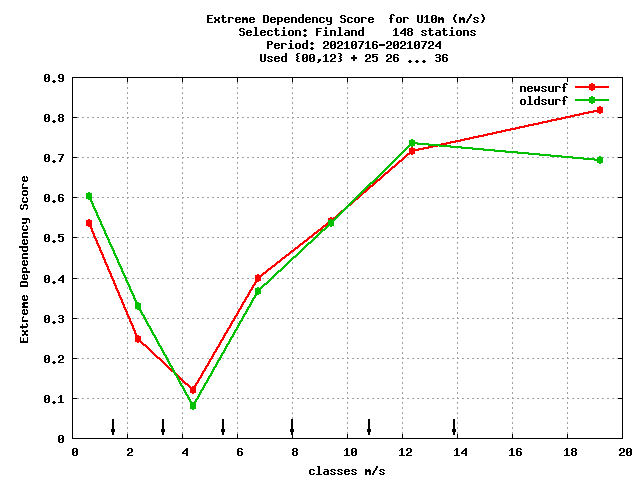 Extreme Dependency Score  for U10m (m/s)
Selection: Finland    148 stations
Period: 20210716-20210724
Used {00,12} + 25 26 ... 36
newsurf
oldsurf
0.9
0.8
0.7
0.6
0.5
0.4
0.3
0.2
0.1
0
Extreme Dependency Score
0 2 4 6 8 10 12 14 16 18 20
classes m/s